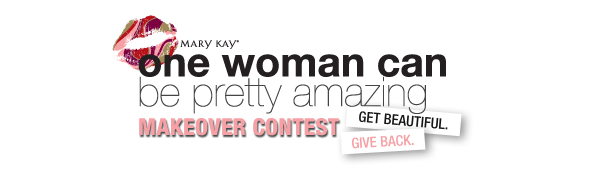 MARY KAY®
one woman can
be pretty amazing
MAKEOVER CONTEST
GET BEAUTIFUL.
GIVE BACK.